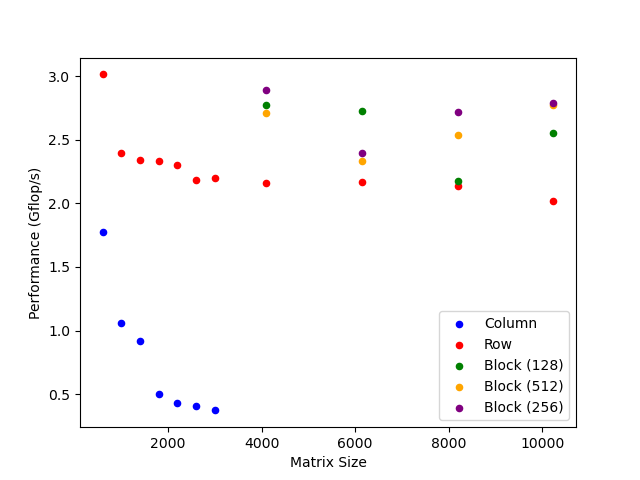 3.0
2.5
2.0
1.5
1.0
0.5
Performance (Gflop/s)
Column
Row
Block (128)
Block (512)
Block (256)
2000 4000 6000 8000 10000
Matrix Size